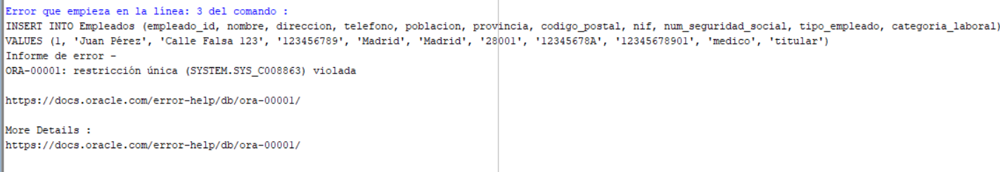 Error que empieza en la línea: 3 del comando :
INSERT INTO Empleados (empleado_id, nombre, direccion, telefono, poblacion, provincia, codigo_postal, nif, num_seguridad_social, tipo_empleado, categoria_laboral)
VALUES (1, 'Juan Pérez', 'Calle Falsa 123', '123456789', 'Madrid', 'Madrid', '28001', '12345678A', '12345678901', 'medico', 'titular')
Informe de error -
ORA-00001: restricción única (SYSTEM.SYS_C008863) violada
https://docs.oracle.com/error-help/db/ora-00001/
More Details :
https://docs.oracle.com/error-help/db/ora-00001/